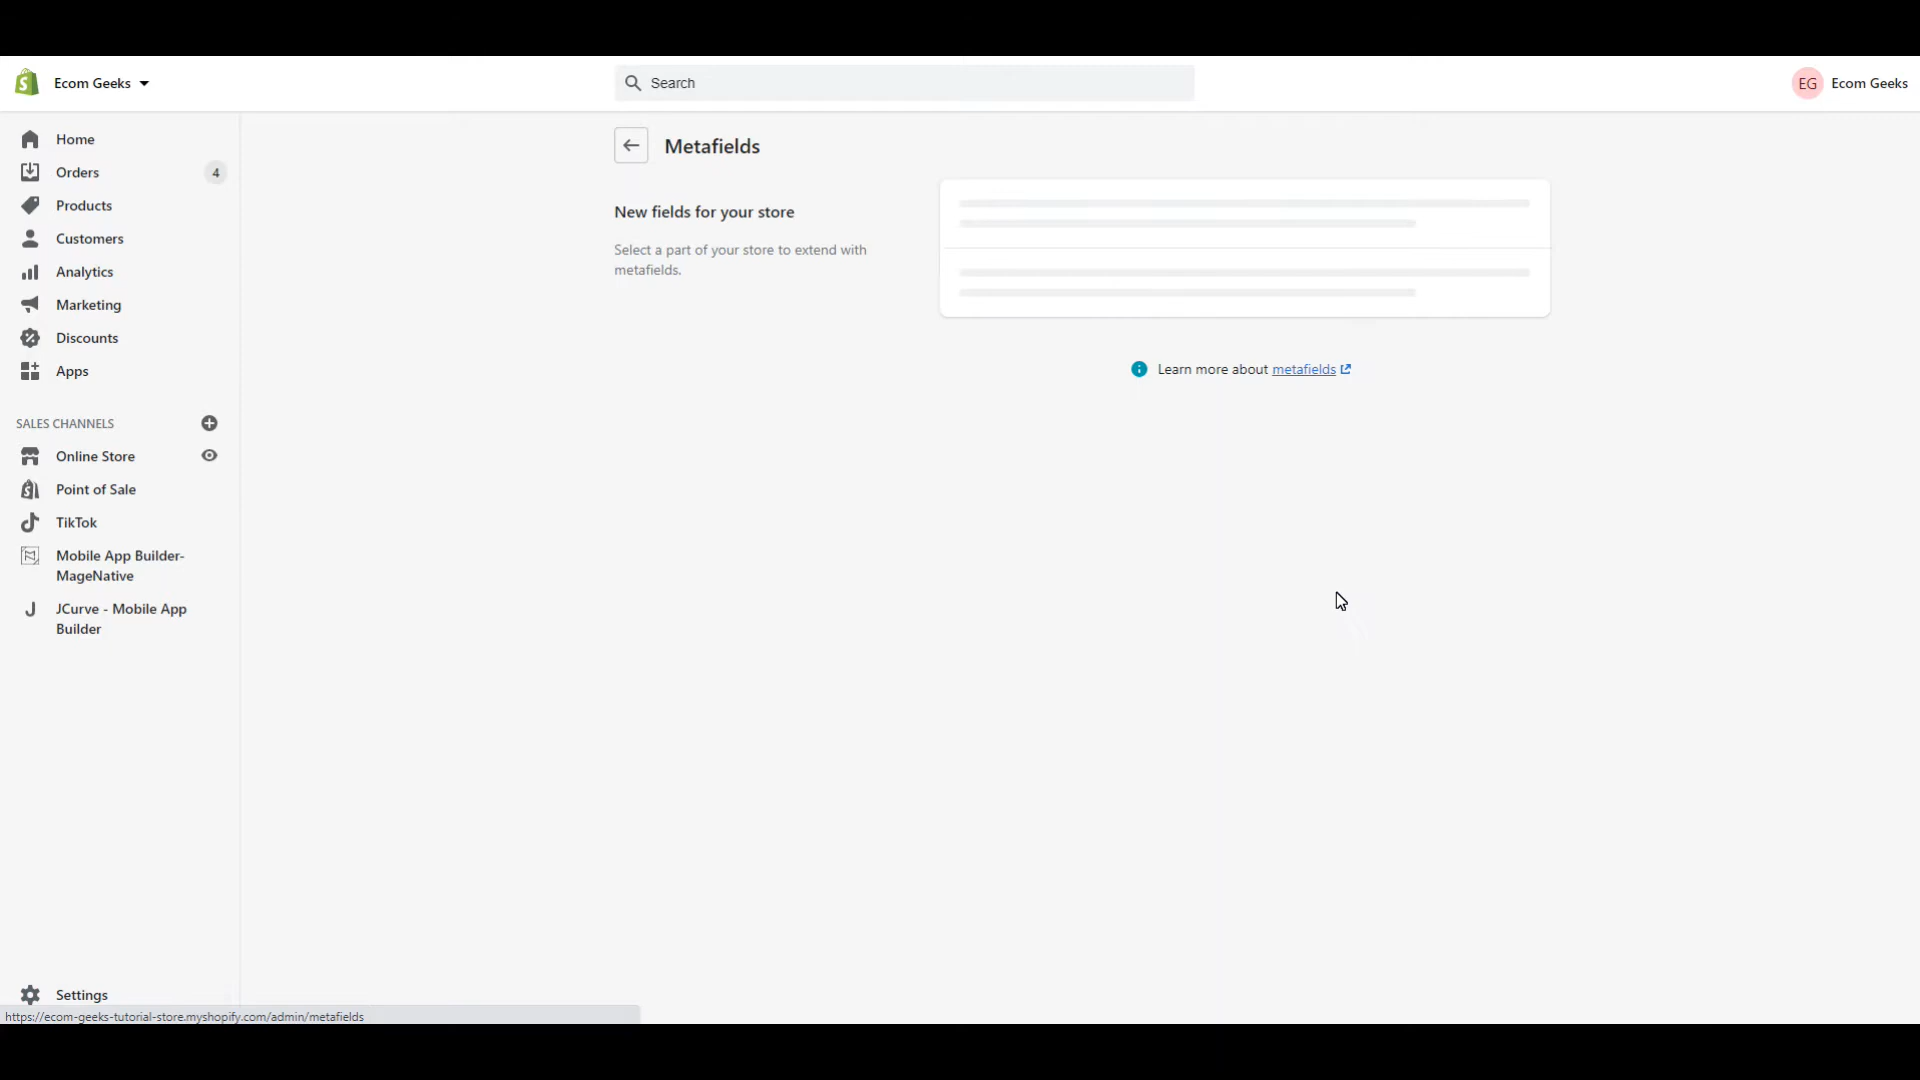 Ecom Geeks
Search
EG Ecom Geeks
Home
Orders 4
Products
Customers
Analytics
Marketing
Discounts
Apps
SALES CHANNELS
Online Store
Point of Sale
TikTok
Mobile App Builder-
MageNative
JCurve - Mobile App
Builder
Settings
Metafields
New fields for your store
Select a part of your store to extend with
metafields.
Learn more about metafields
https://ecom-geeks-tutorial-store.myshopify.com/admin/metafields